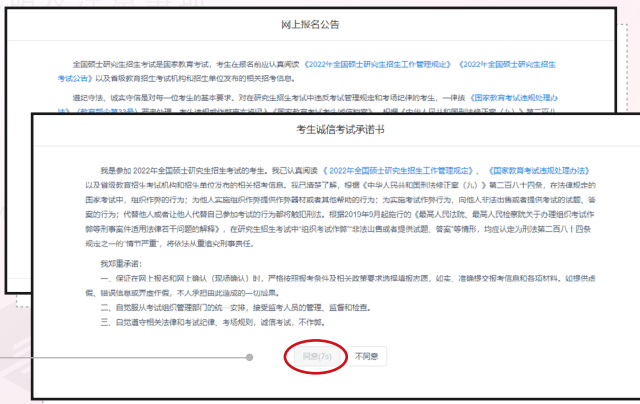 网上报名公告
全国硕士研究生招生考试是国家教育考试，考生在报名前应认真阅读 《2022年全国硕士研究生招生工作管理规定》 《2022年全国硕士研究生招生
考试公告》以及省级教育招生考试机构和招生单位发布的相关招考信息。
遵纪守法、诚实守信是对每一位考生的基本要求。对在研究生招生考试中违反考试管理规定和考场纪律的考生，一律按《国家教育考试违规处理办
考生诚信考试承诺书
我是参加 2022年全国硕士研究生招生考试的考生。我已认真阅读 《 2022年全国硕士研究生招生工作管理规定》、 《国家教育考试违规处理办法》
以及省级教育招生考试机构和招生单位发布的相关招考信息。我已清楚了解，根据《中华人民共和国刑法修正案（九）》第二百八十四条，在法律规定的
国家考试中，组织作弊的行为；为他人实施组织作弊提供作弊器材或者其他帮助的行为；为实施考试作弊行为，向他人非法出售或者提供考试的试题、答
案的行为；代替他人或者让他人代替自己参加考试的行为都将触犯刑法。根据2019年9月起施行的《最高人民法院、最高人民检察院关于办理组织考试作
弊等刑事案件适用法律若干问题的解释》，在研究生招生考试中“组织考试作弊”“非法出售或者提供试题、答案”等情形，均应认定为刑法第二百八十四条
规定之一的“情节严重”，将依法从重追究刑事责任。
我郑重承诺：
一、保证在网上报名和网上确认（现场确认）时，严格按照报考条件及相关政策要求选择填报志愿，如实、准确提交报考信息和各项材料。如提供虚
假、错误信息或弄虚作假，本人承担由此造成的一切后果。
二、自觉服从考试组织管理部门的统一安排，接受监考人员的管理、监督和检查。
三、自觉遵守相关法律和考试纪律、考场规则，诚信考试，不作弊。
同意(7s) 不同意